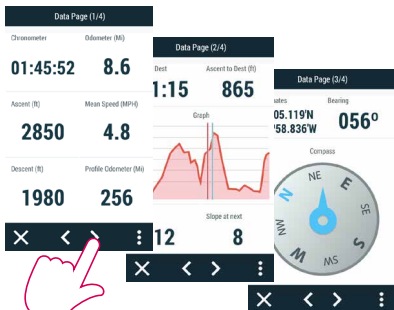 Data Page (1/4)
Chronometer Odometer (Mi)
01:45:52 8.6
Ascent (ft) Mean Speed (MPH)
2850 4.8
Descent (ft) Profile Odometer (Mi)
1980 256
Data Page (2/4)
Dest Ascent to Dest (ft)
1:15 865
Graph
Slope at next
12 8
Data Page (3/4)
Bearing
05.119'N 056º
58.836'W
Compass
N
NE
E
SE
S
SW
W
NW